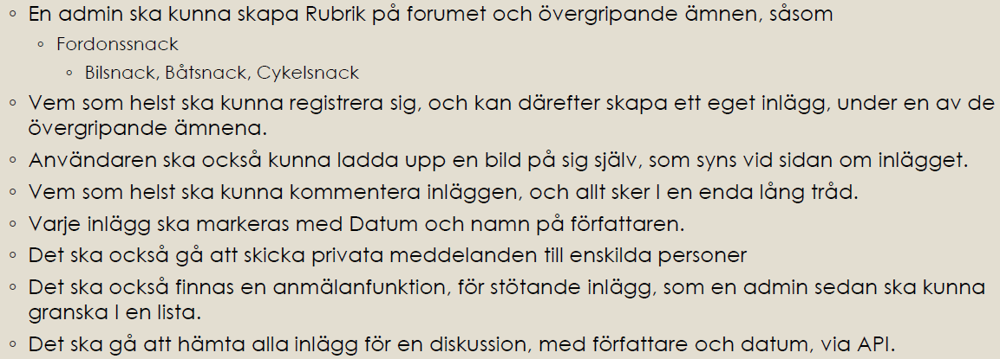 ◦ En admin ska kunna skapa Rubrik på forumet och övergripande ämnen, såsom
◦ Fordonssnack
◦ Bilsnack, Båtsnack, Cykelsnack
◦ Vem som helst ska kunna registrera sig, och kan därefter skapa ett eget inlägg, under en av de
övergripande ämnena.
◦ Användaren ska också kunna ladda upp en bild på sig själv, som syns vid sidan om inlägget.
◦ Vem som helst ska kunna kommentera inläggen, och allt sker I en enda lång tråd.
◦ Varje inlägg ska markeras med Datum och namn på författaren.
◦ Det ska också gå att skicka privata meddelanden till enskilda personer
◦ Det ska också finnas en anmälanfunktion, för stötande inlägg, som en admin sedan ska kunna
granska I en lista.
◦ Det ska gå att hämta alla inlägg för en diskussion, med författare och datum, via API.